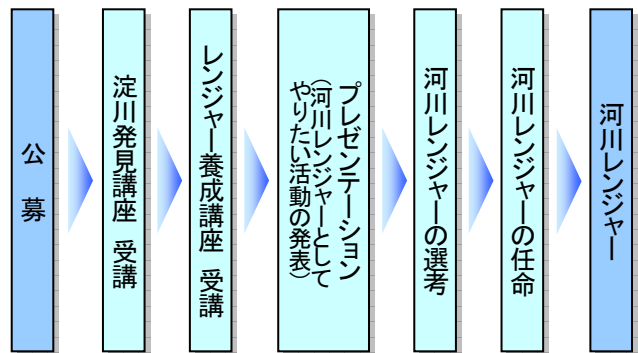 公　募
淀川発見講座　受講
レンジャー養成講座　受講
プレゼンテーション
（河川レンジャーとして
やりたい活動の発表）
河川レンジャーの選考
河川レンジャーの任命
河川レンジャー